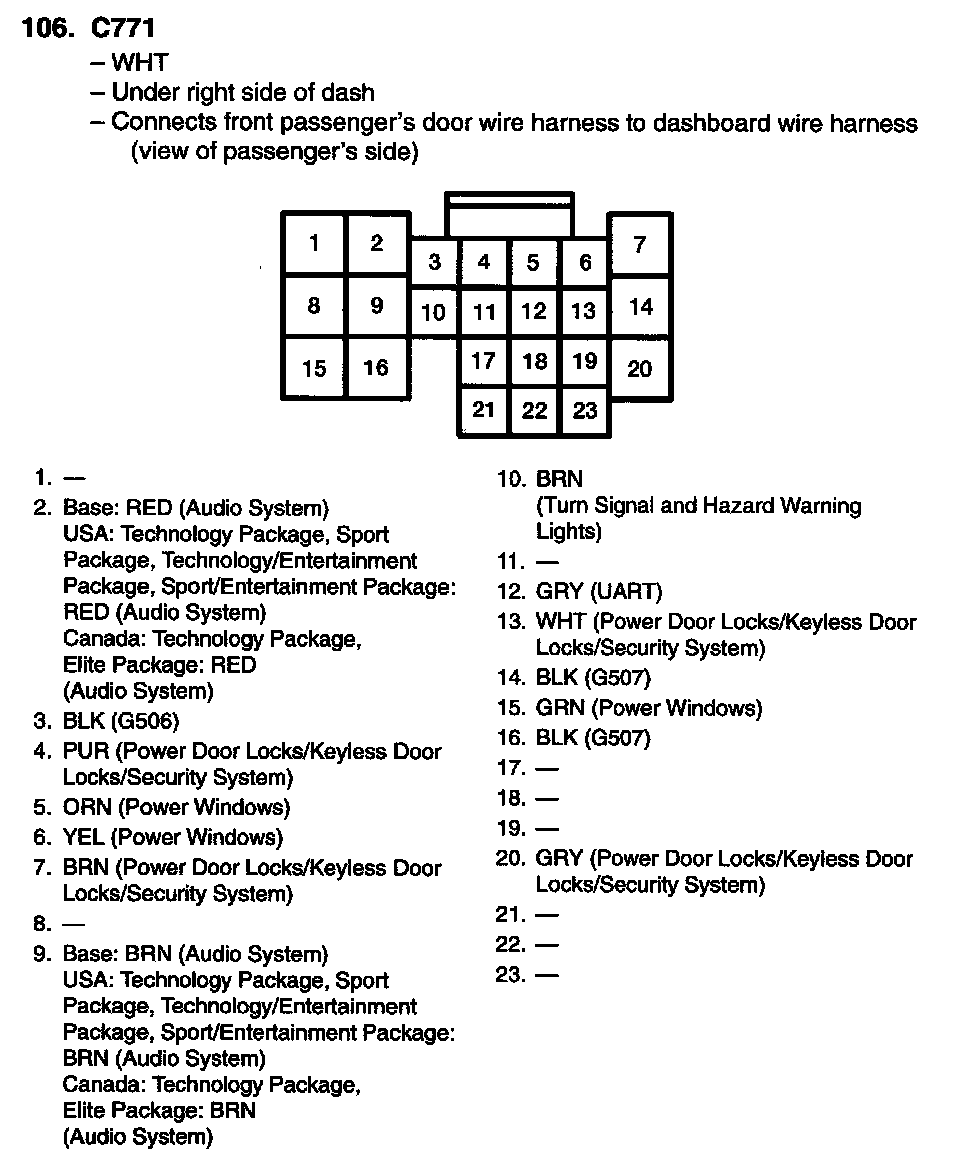 106. C771
– WHT
– Under right side of dash
– Connects front passenger's door wire harness to dashboard wire harness
(view of passenger's side)
1 2 7
3 4 5 6
8 9 10 11 12 13 14
15 16 17 18 19 20
21 22 23
1. —
2. Base: RED (Audio System)
USA: Technology Package, Sport
Package, Technology/Entertainment
Package, Sport/Entertainment Package:
RED (Audio System)
Canada: Technology Package,
Elite Package: RED
(Audio System)
3. BLK (G506)
4. PUR (Power Door Locks/Keyless Door
Locks/Security System)
5. ORN (Power Windows)
6. YEL (Power Windows)
7. BRN (Power Door Locks/Keyless Door
Locks/Security System)
8. —
9. Base: BRN (Audio System)
USA: Technology Package, Sport
Package, Technology/Entertainment
Package, Sport/Entertainment Package:
BRN (Audio System)
Canada: Technology Package,
Elite Package: BRN
(Audio System)
10. BRN
(Turn Signal and Hazard Warning
Lights)
11. —
12. GRY (UART)
13. WHT (Power Door Locks/Keyless Door
Locks/Security System)
14. BLK (G507)
15. GRN (Power Windows)
16. BLK (G507)
17. —
18. —
19. —
20. GRY (Power Door Locks/Keyless Door
Locks/Security System)
21. —
22. —
23. —